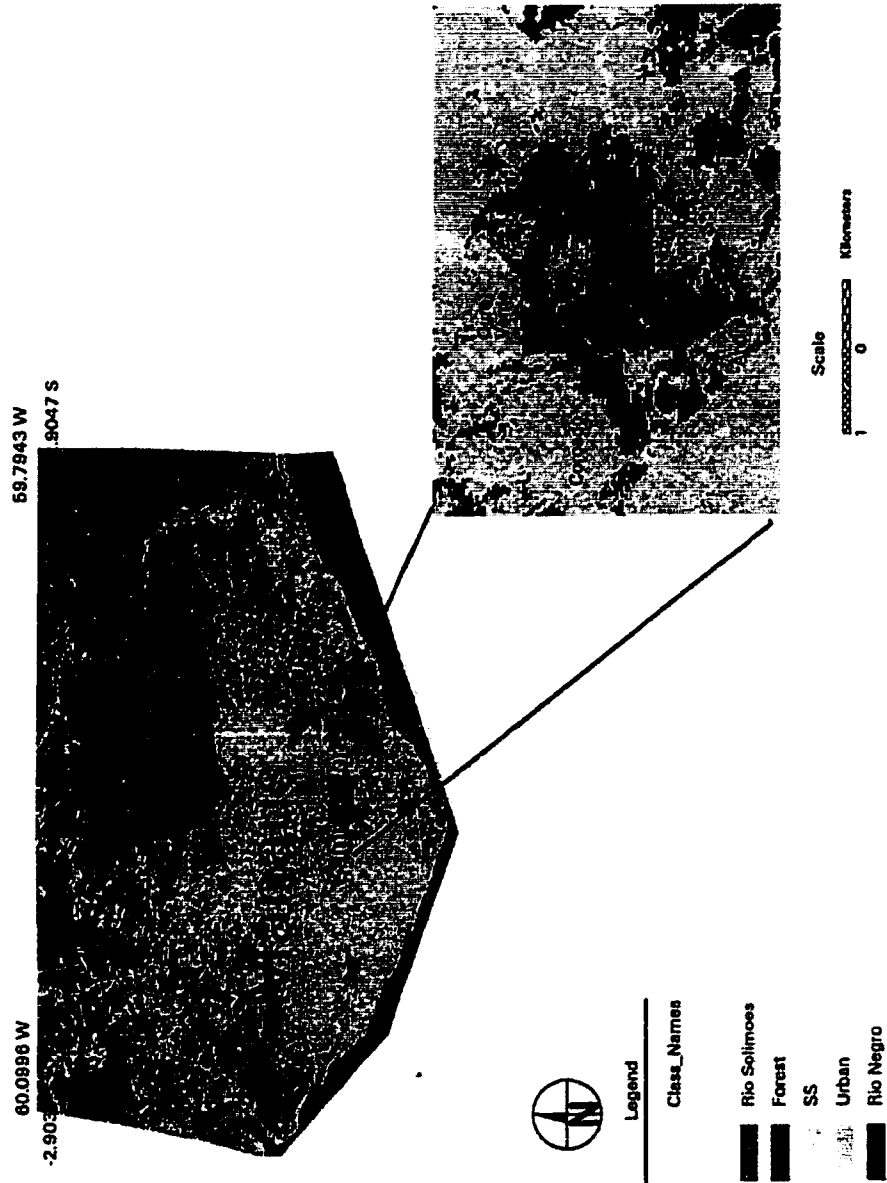 60.0996 W
59.7943 W
-2.903
.9047 S
N
Legend
Class_Names
Rio Solimoes
Forest
SS
Urban
Rio Negro
Scale
1 0 Kilometers